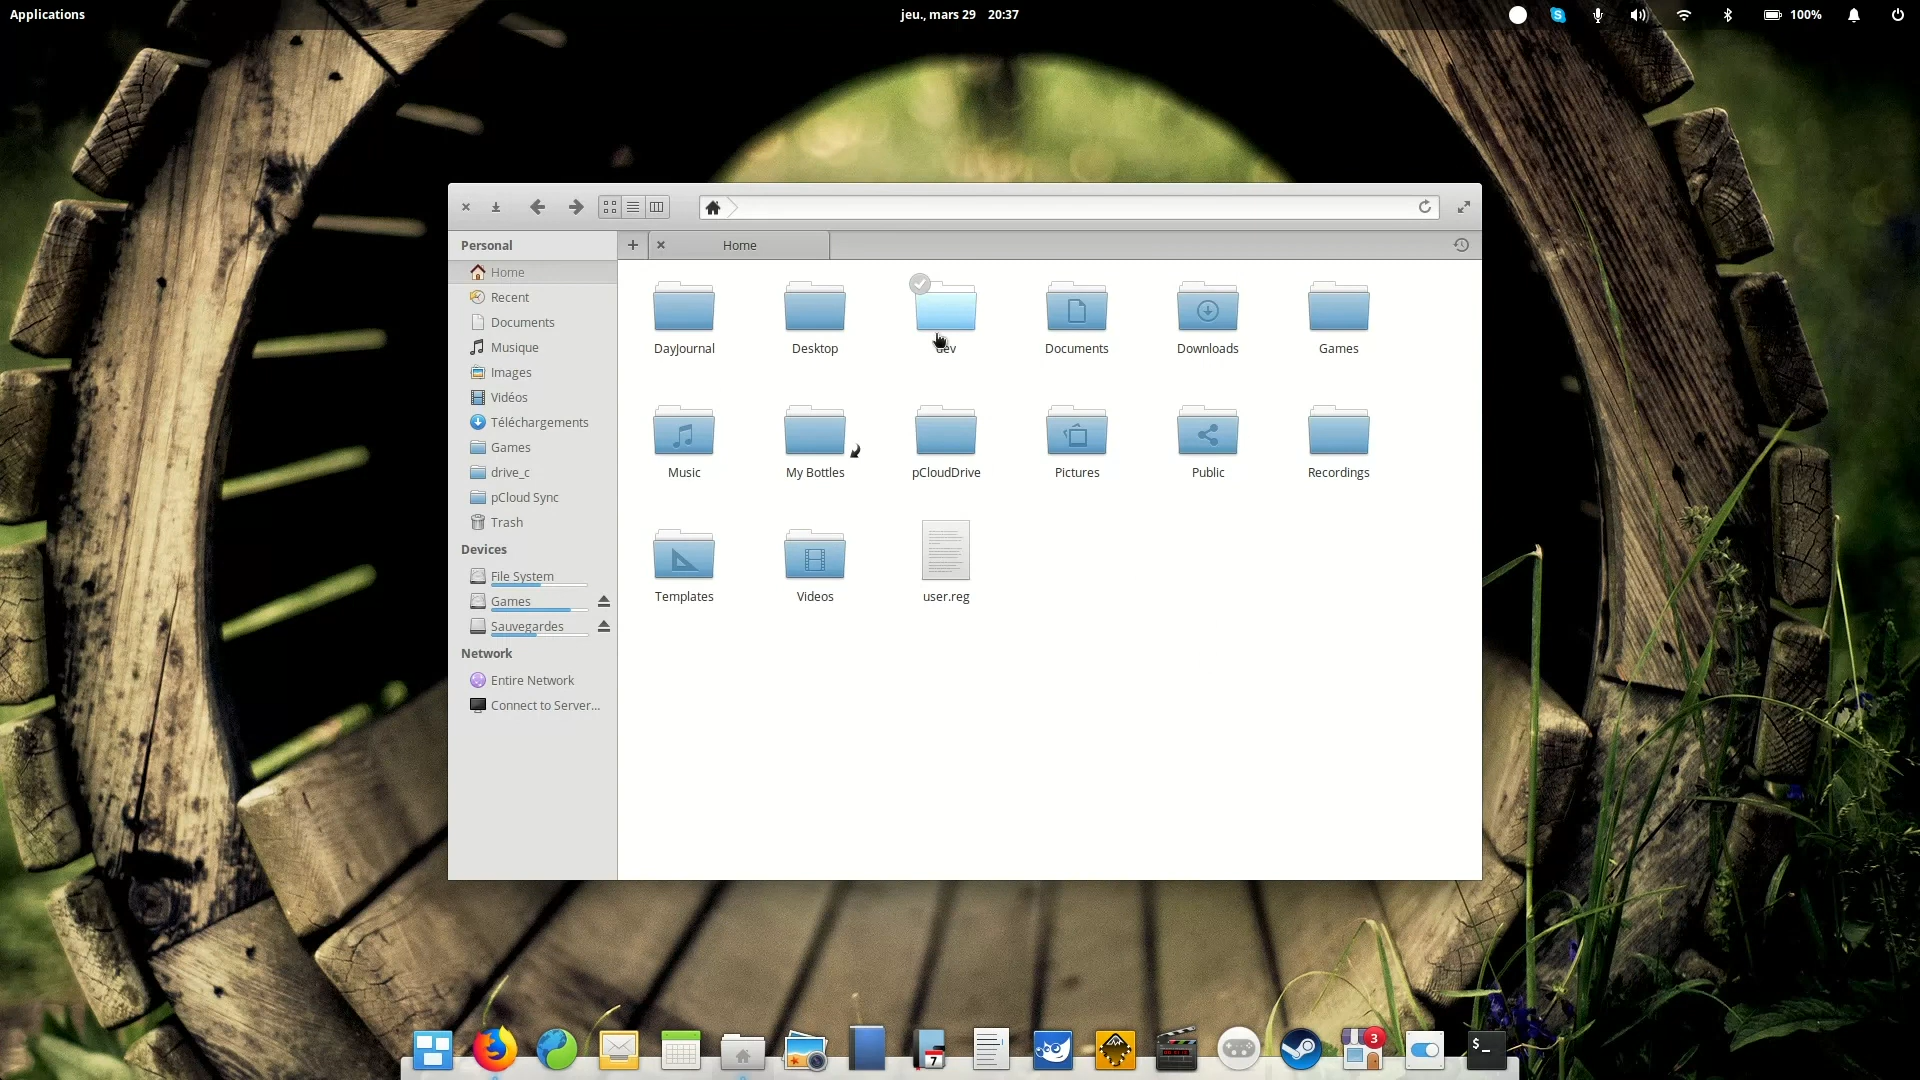 Applications
jeu., mars 29 20:37
100%
Personal
Home
Home
Recent
Documents
Musique
Images
Vidéos
Téléchargements
Games
drive_c
pCloud Sync
Trash
Devices
File System
Games
Sauvegardes
Network
Entire Network
Connect to Server...
DayJournal
Desktop
dev
Documents
Downloads
Games
Music
My Bottles
pCloudDrive
Pictures
Public
Recordings
Templates
Videos
user.reg
7
3
$_